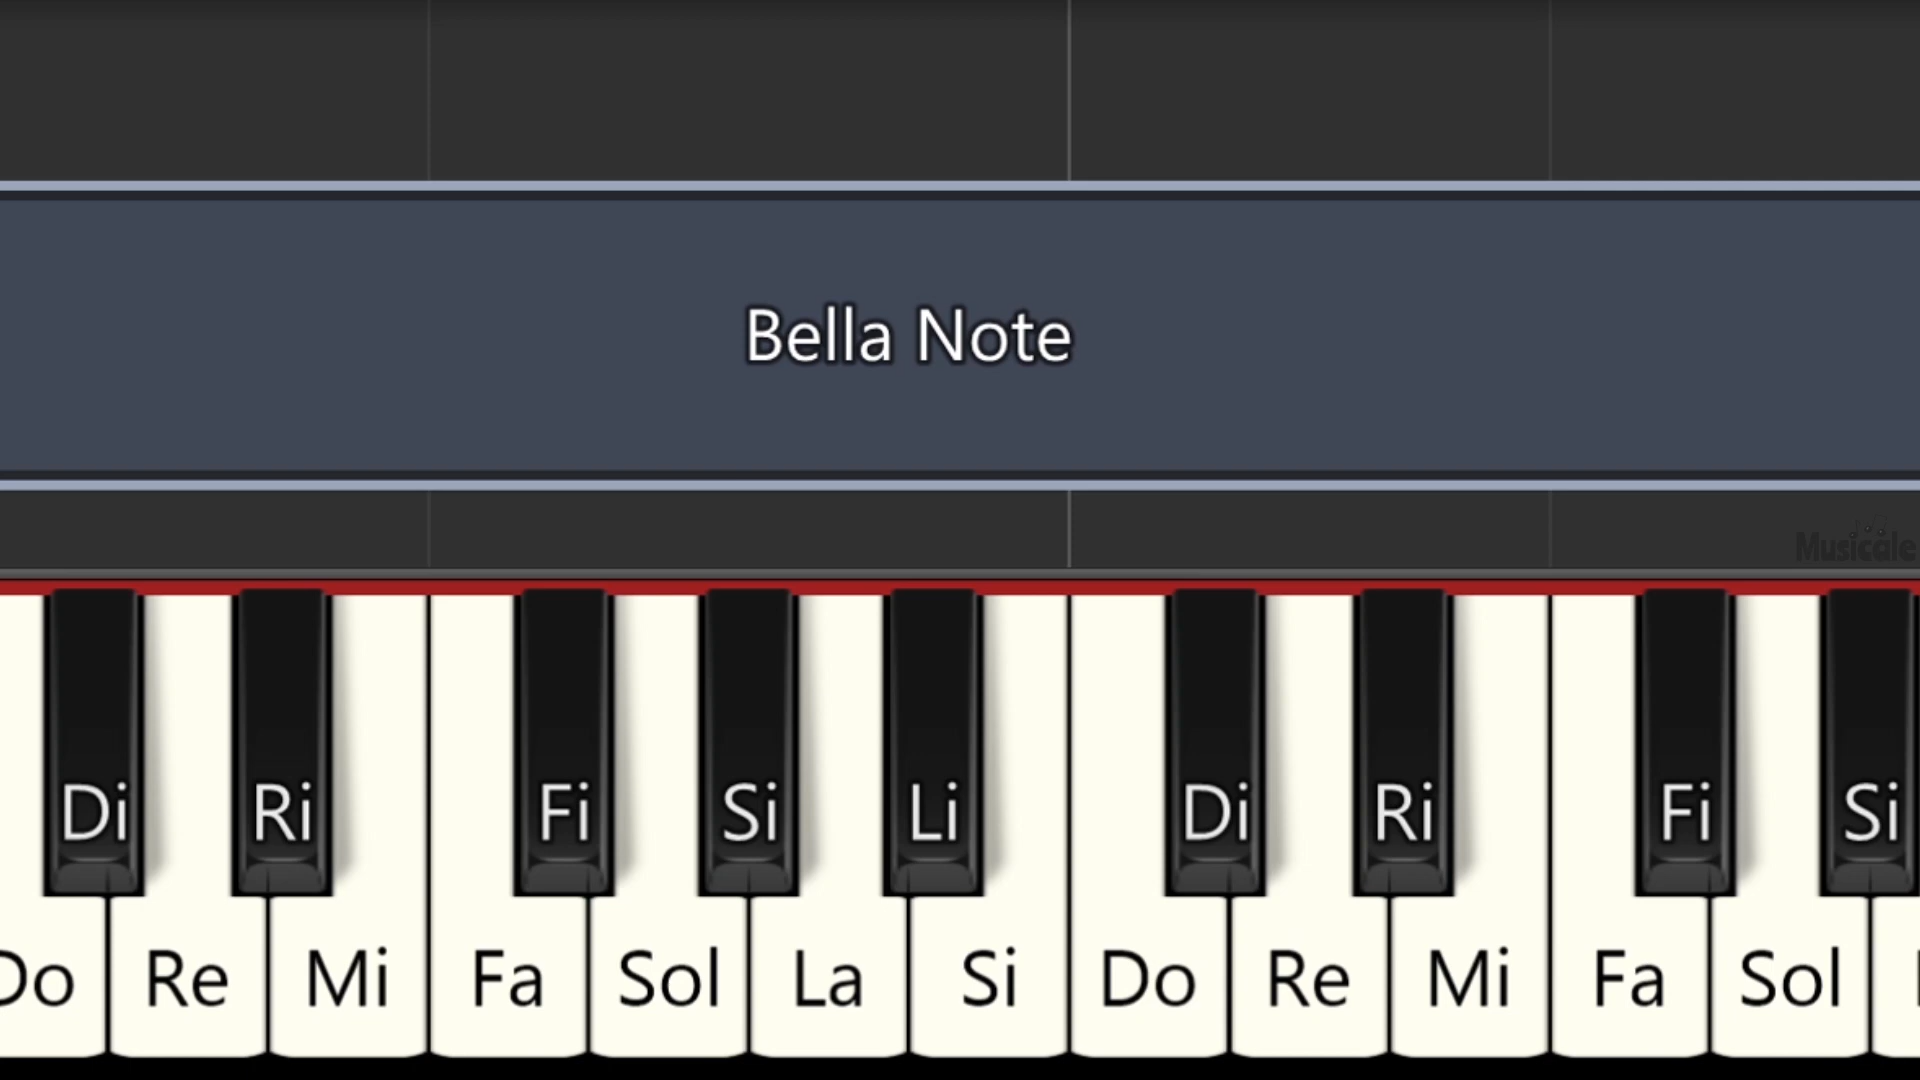 Bella Note
Musicale
Di Ri Fi Si Li Di Ri Fi Si
Do Re Mi Fa Sol La Si Do Re Mi Fa Sol